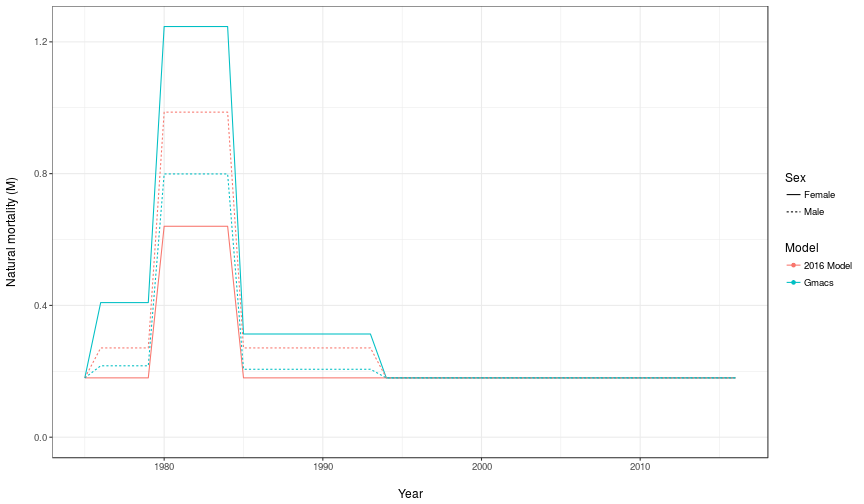 Natural mortality (M)
1.2
0.8
0.4
0.0
1980
1990
2000
2010
Year
Sex
Female
Male
Model
2016 Model
Gmacs